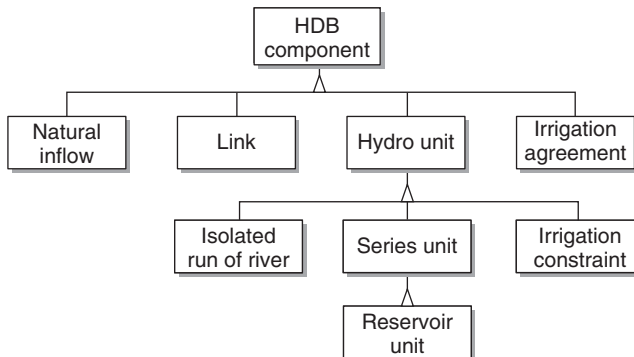 HDB
component
Natural
inflow
Link
Hydro unit
Irrigation
agreement
Isolated
run of river
Series unit
Irrigation
constraint
Reservoir
unit